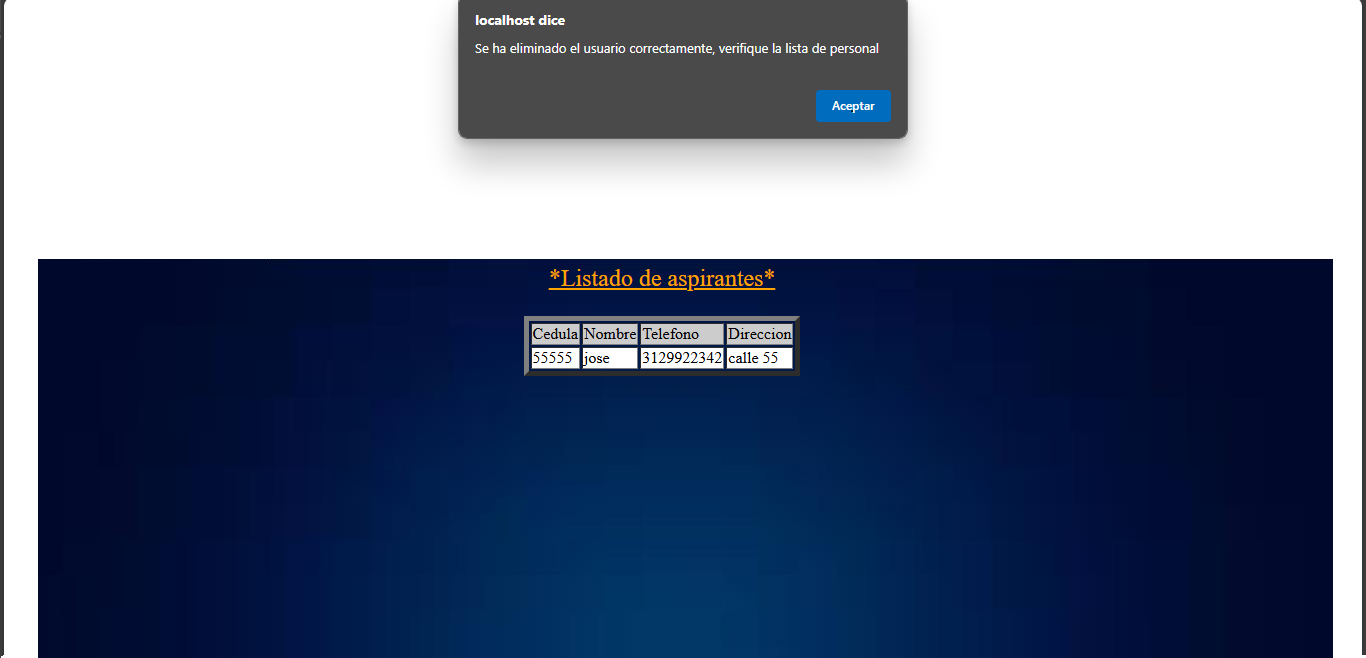 localhost dice
Se ha eliminado el usuario correctamente, verifique la lista de personal
Aceptar
*Listado de aspirantes*
Cedula Nombre Telefono Direccion
55555 jose 3129922342 calle 55